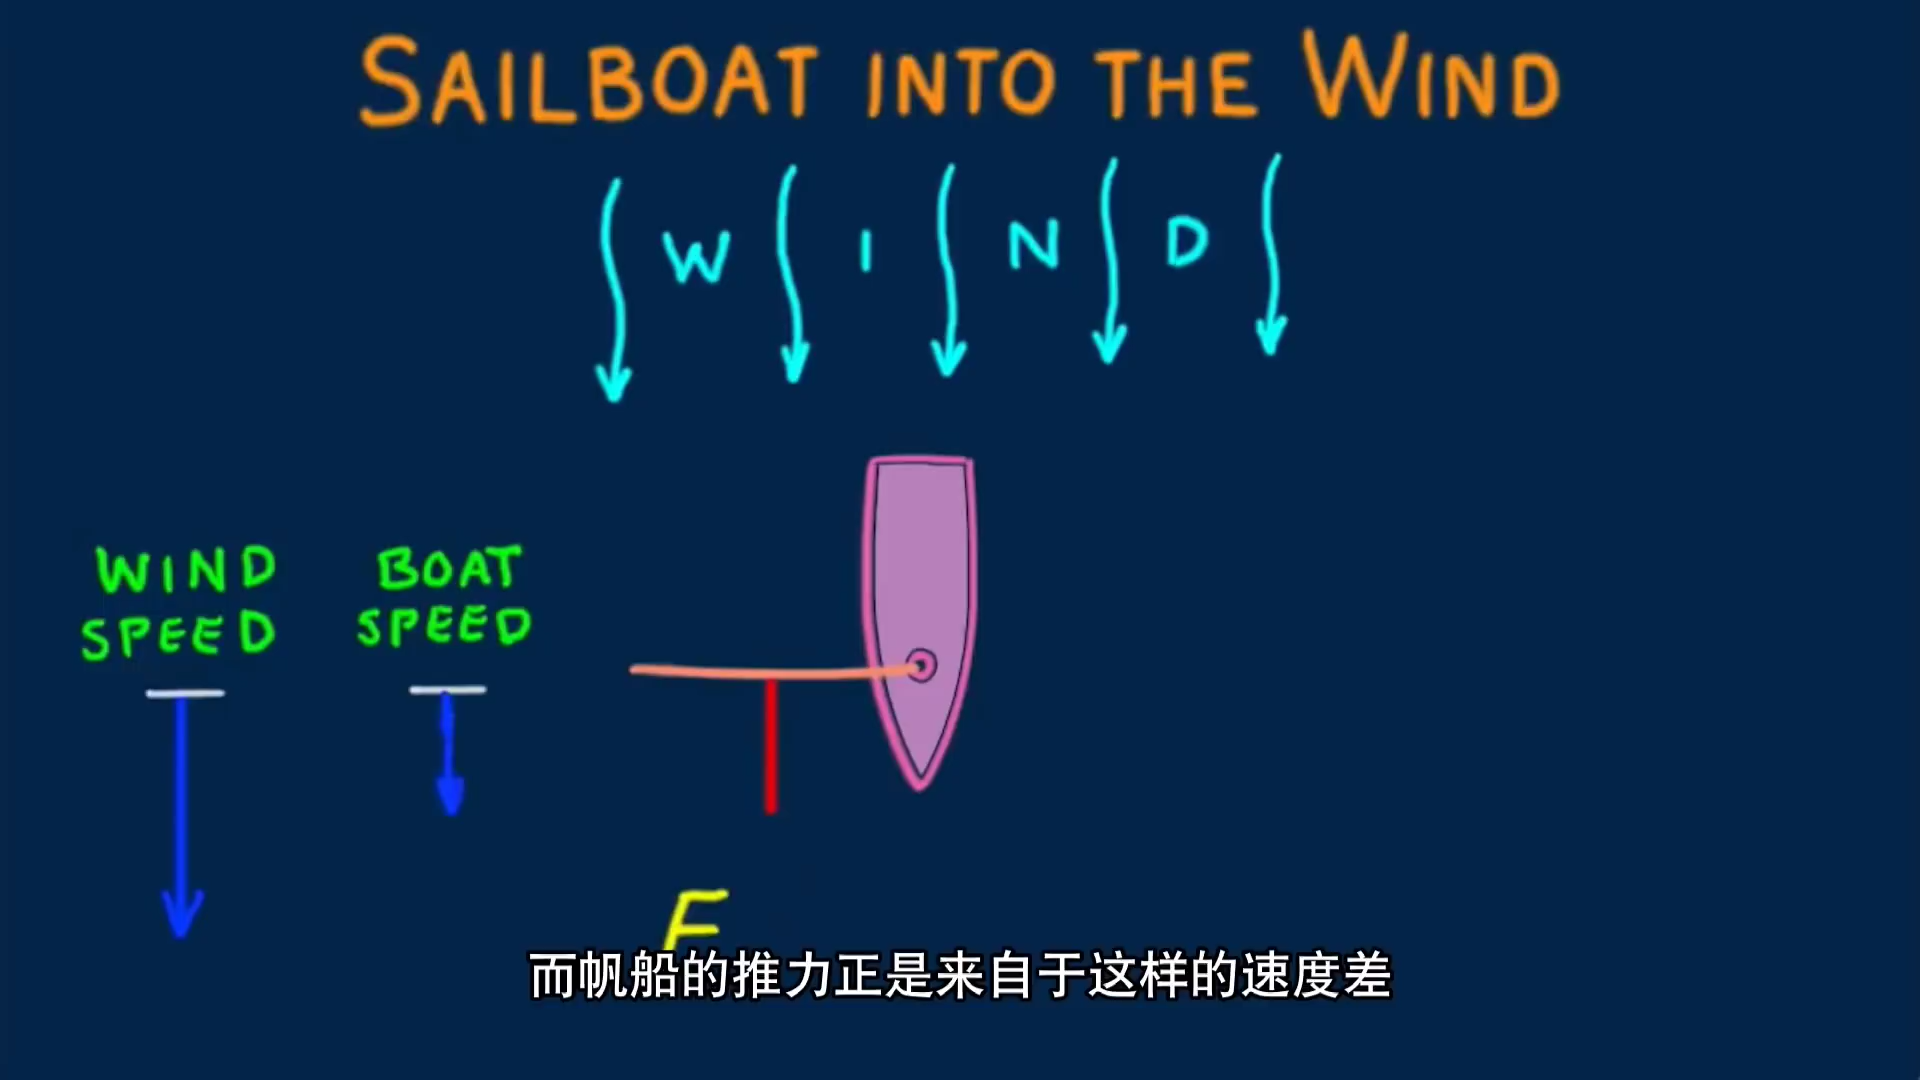 SAILBOAT INTO THE WIND
W I N D
WIND SPEED
BOAT SPEED
F
而帆船的推力正是来自于这样的速度差